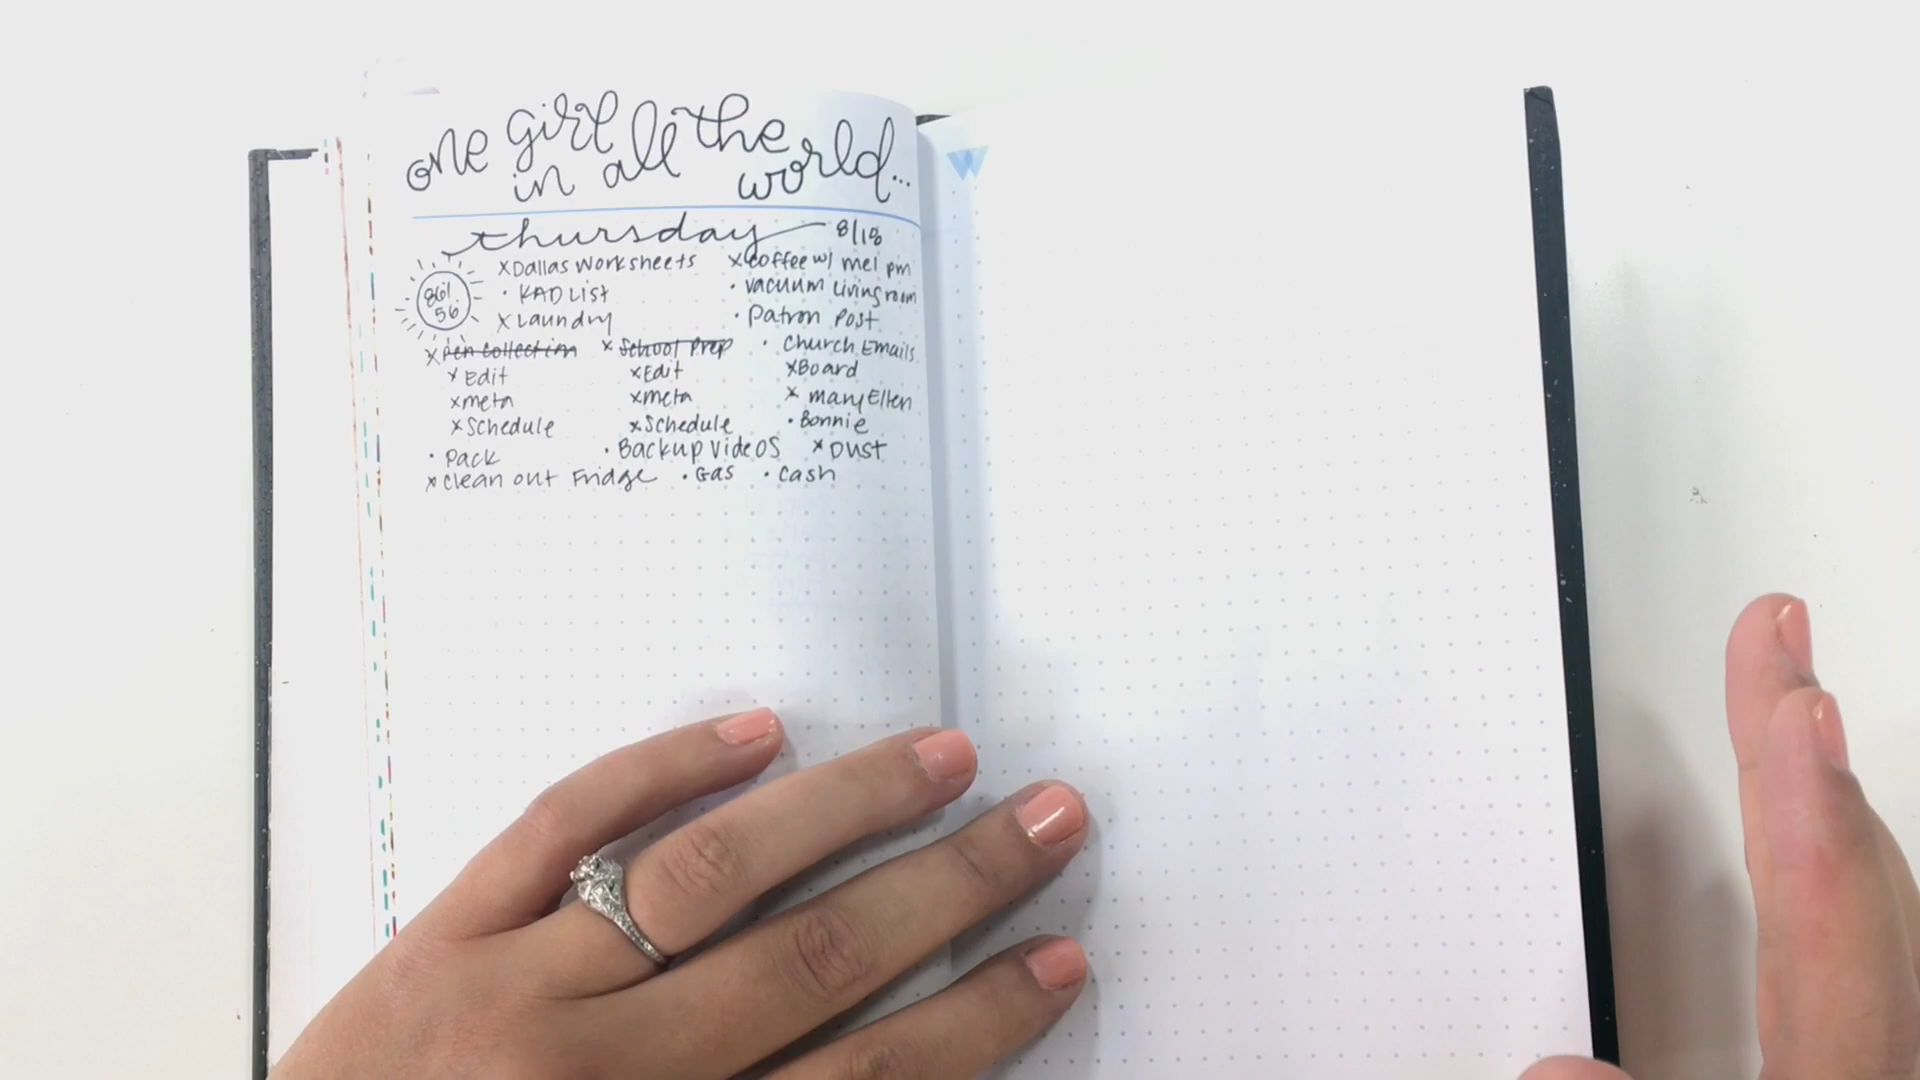 one girl in all the world...
thursday 8/18
86/
56
x Dallas Worksheets x coffee w/ mel pm
· KAD List · vacuum living room
x Laundry · Patron Post
x Pen Collection x School Prep · Church Emails
x Edit x Edit x Board
x meta x meta x mary Ellen
x Schedule x Schedule · Bonnie
· Pack · Backup Videos x Dust
x clean out Fridge · Gas · Cash